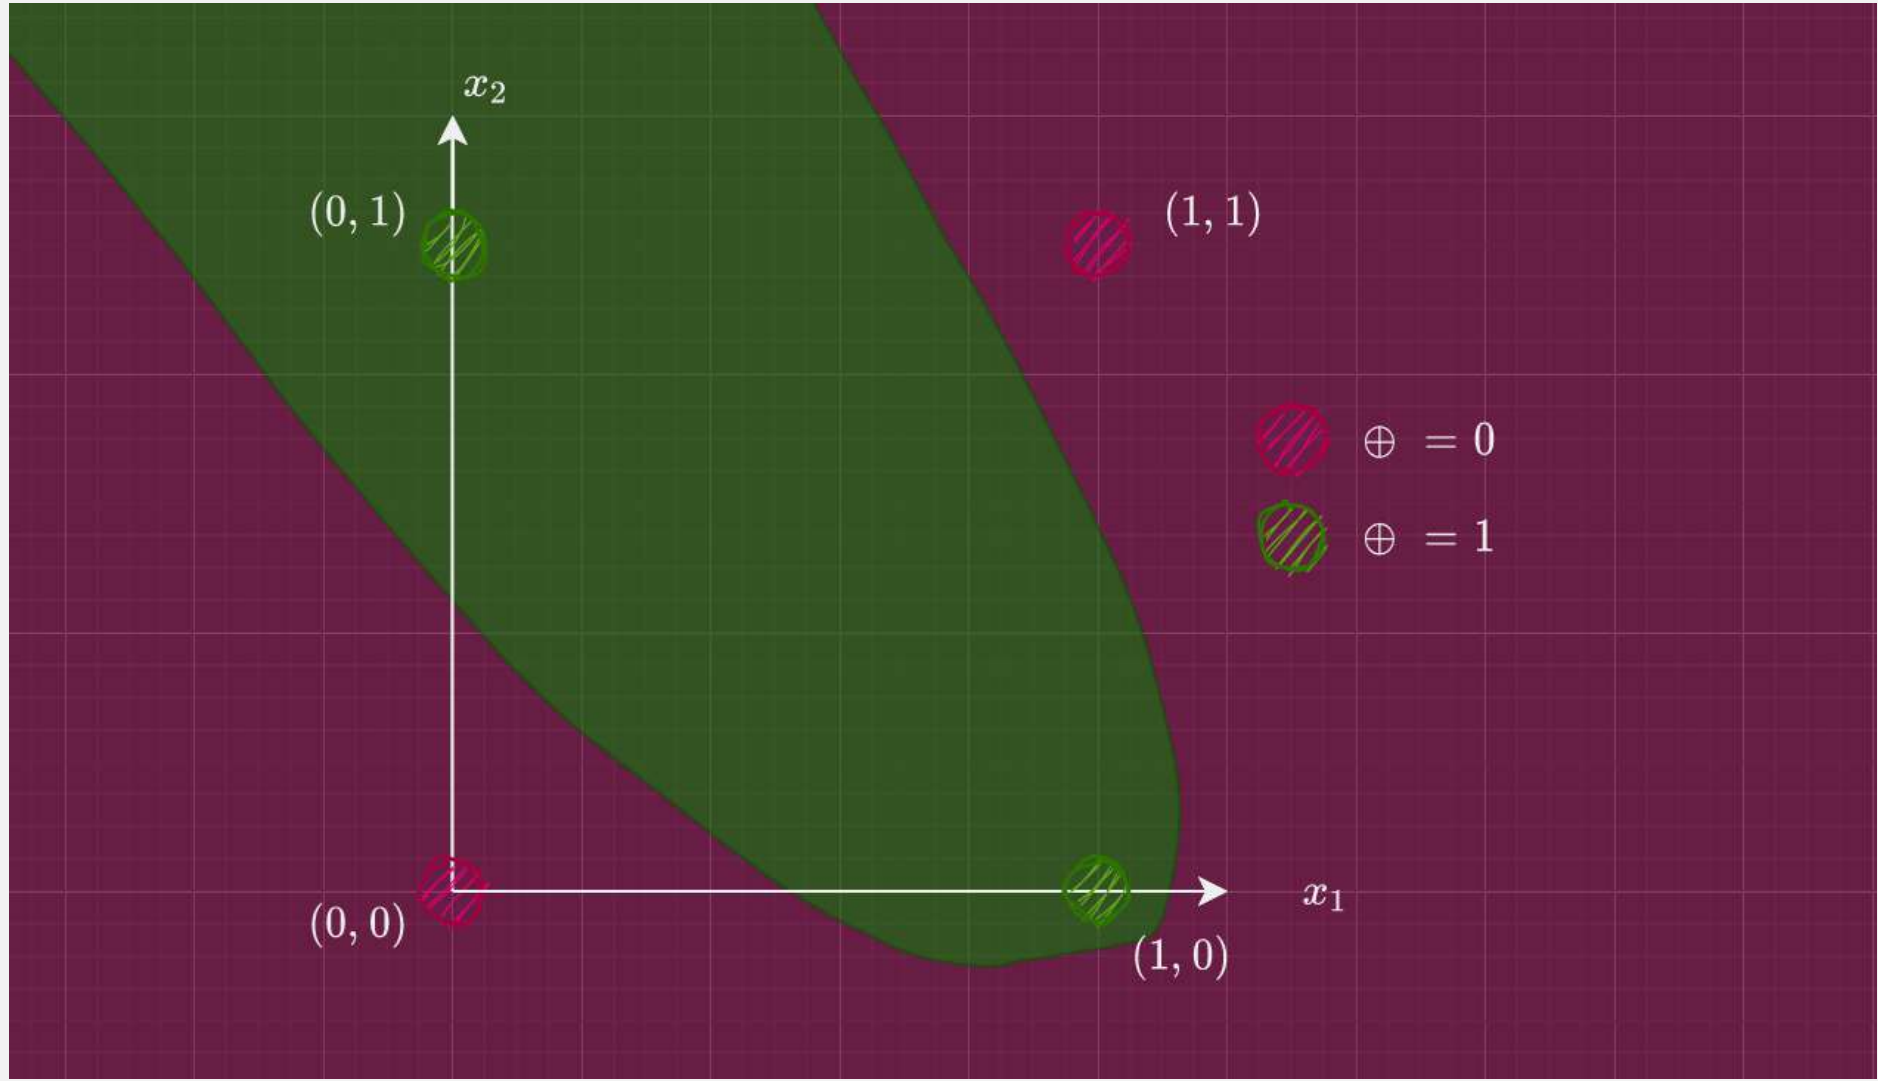 x₂
(0, 1)
(1, 1)
⊕ = 0
⊕ = 1
x₁
(0, 0)
(1, 0)